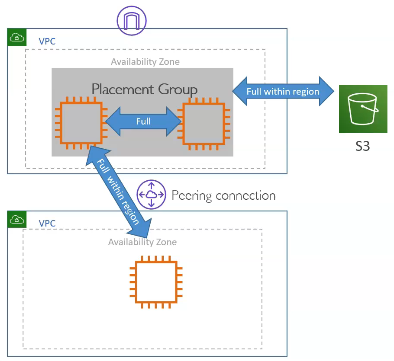 VPC
Availability Zone
Placement Group
Full
Full within region
S3
Full within region
Peering connection
VPC
Availability Zone